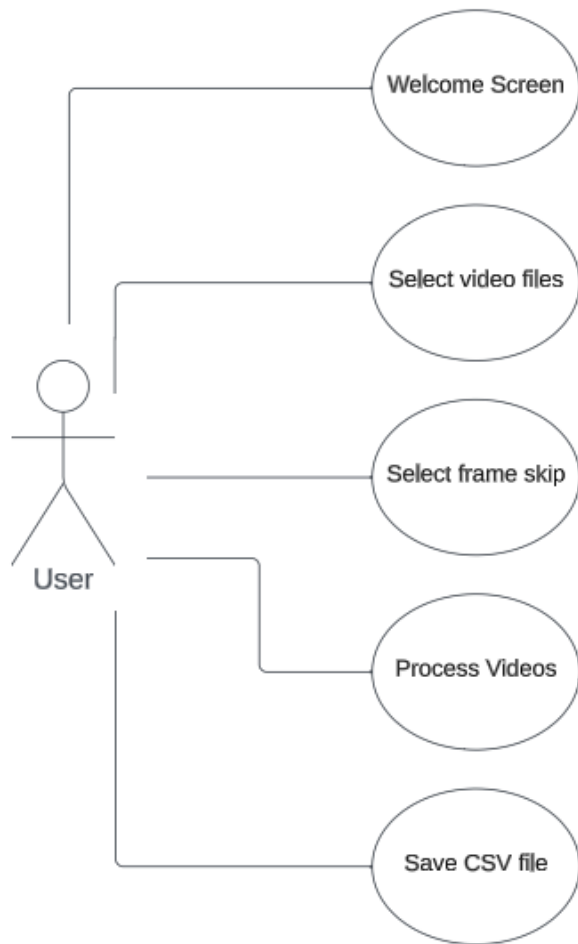 Welcome Screen
Select video files
Select frame skip
User
Process Videos
Save CSV file